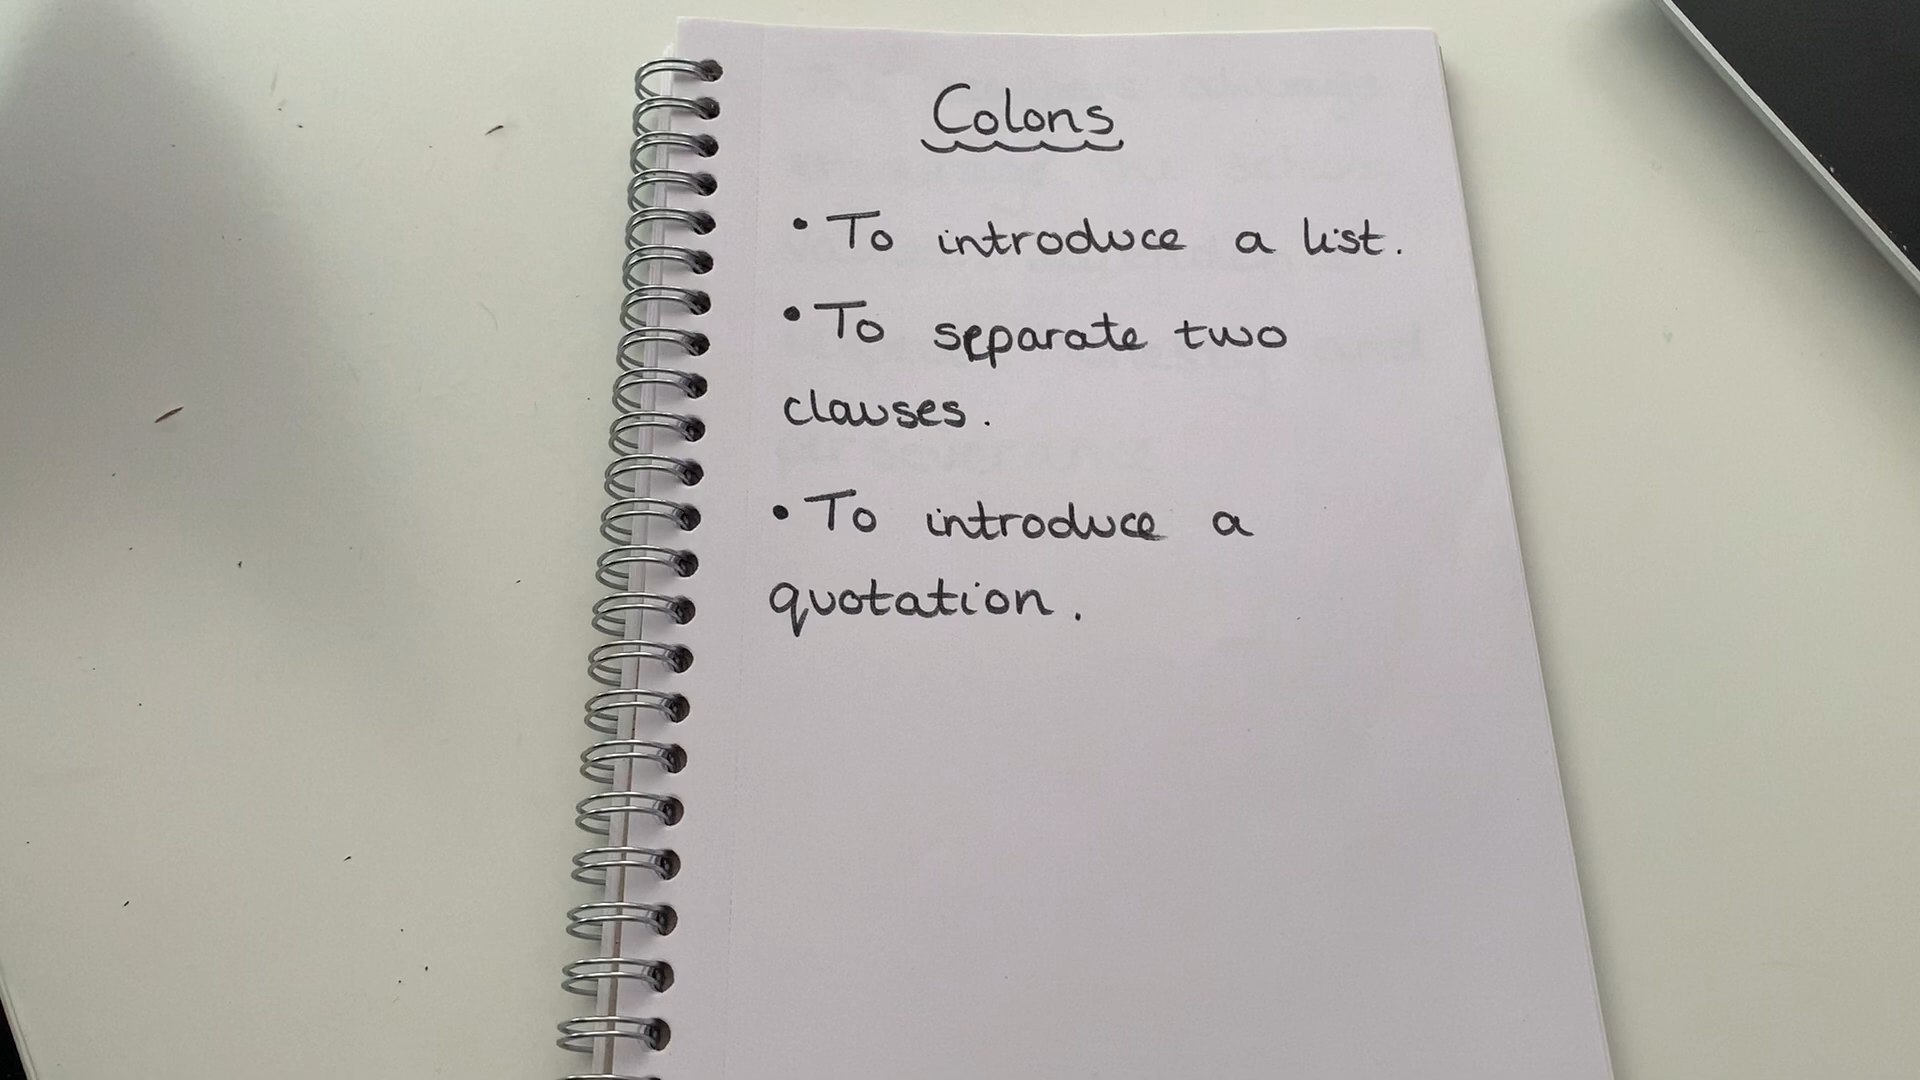 Colons
• To introduce a list.
• To separate two
clauses.
• To introduce a
quotation.